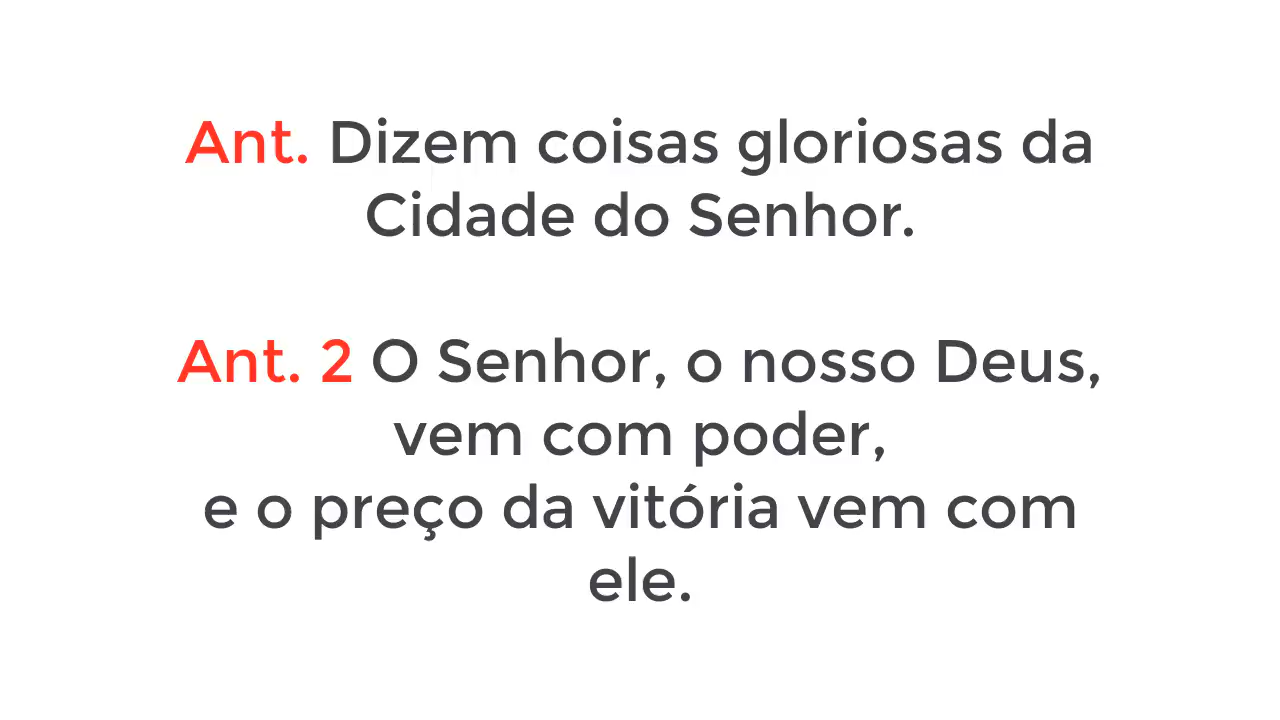 Ant. Dizem coisas gloriosas da
Cidade do Senhor.
Ant. 2 O Senhor, o nosso Deus,
vem com poder,
e o preço da vitória vem com
ele.